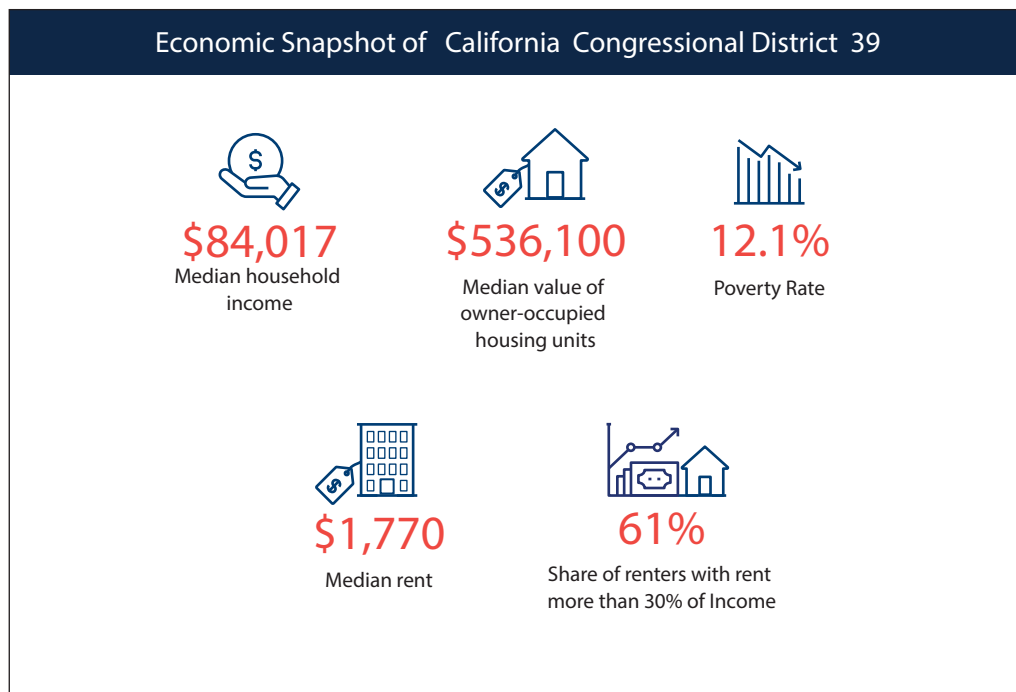 Economic Snapshot of California Congressional District 39
$
$
$84,017
Median household
income
$536,100
Median value of
owner-occupied
housing units
12.1%
Poverty Rate
$
$1,770
Median rent
61%
Share of renters with rent
more than 30% of Income